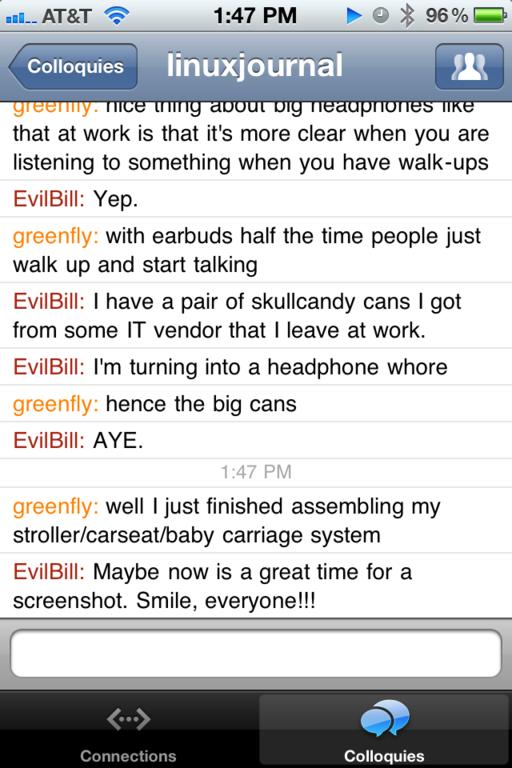 AT&T 1:47 PM 96%
Colloquies linuxjournal
greenfly: nice thing about big headphones like
that at work is that it's more clear when you are
listening to something when you have walk-ups
EvilBill: Yep.
greenfly: with earbuds half the time people just
walk up and start talking
EvilBill: I have a pair of skullcandy cans I got
from some IT vendor that I leave at work.
EvilBill: I'm turning into a headphone whore
greenfly: hence the big cans
EvilBill: AYE.
1:47 PM
greenfly: well I just finished assembling my
stroller/carseat/baby carriage system
EvilBill: Maybe now is a great time for a
screenshot. Smile, everyone!!!
Connections Colloquies